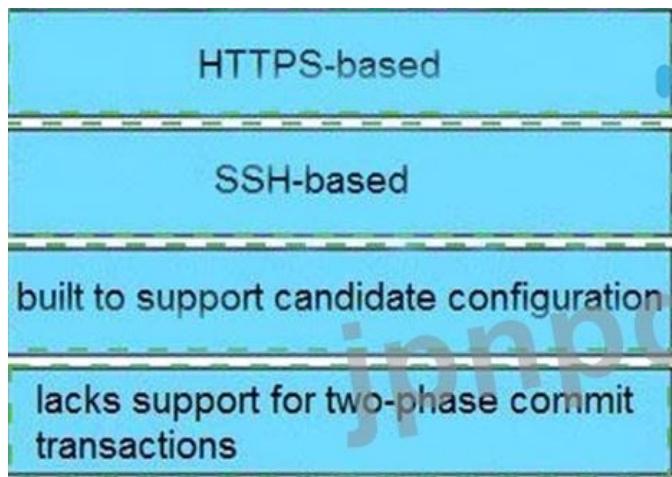 HTTPS-based
SSH-based
built to support candidate configuration
lacks support for two-phase commit
transactions